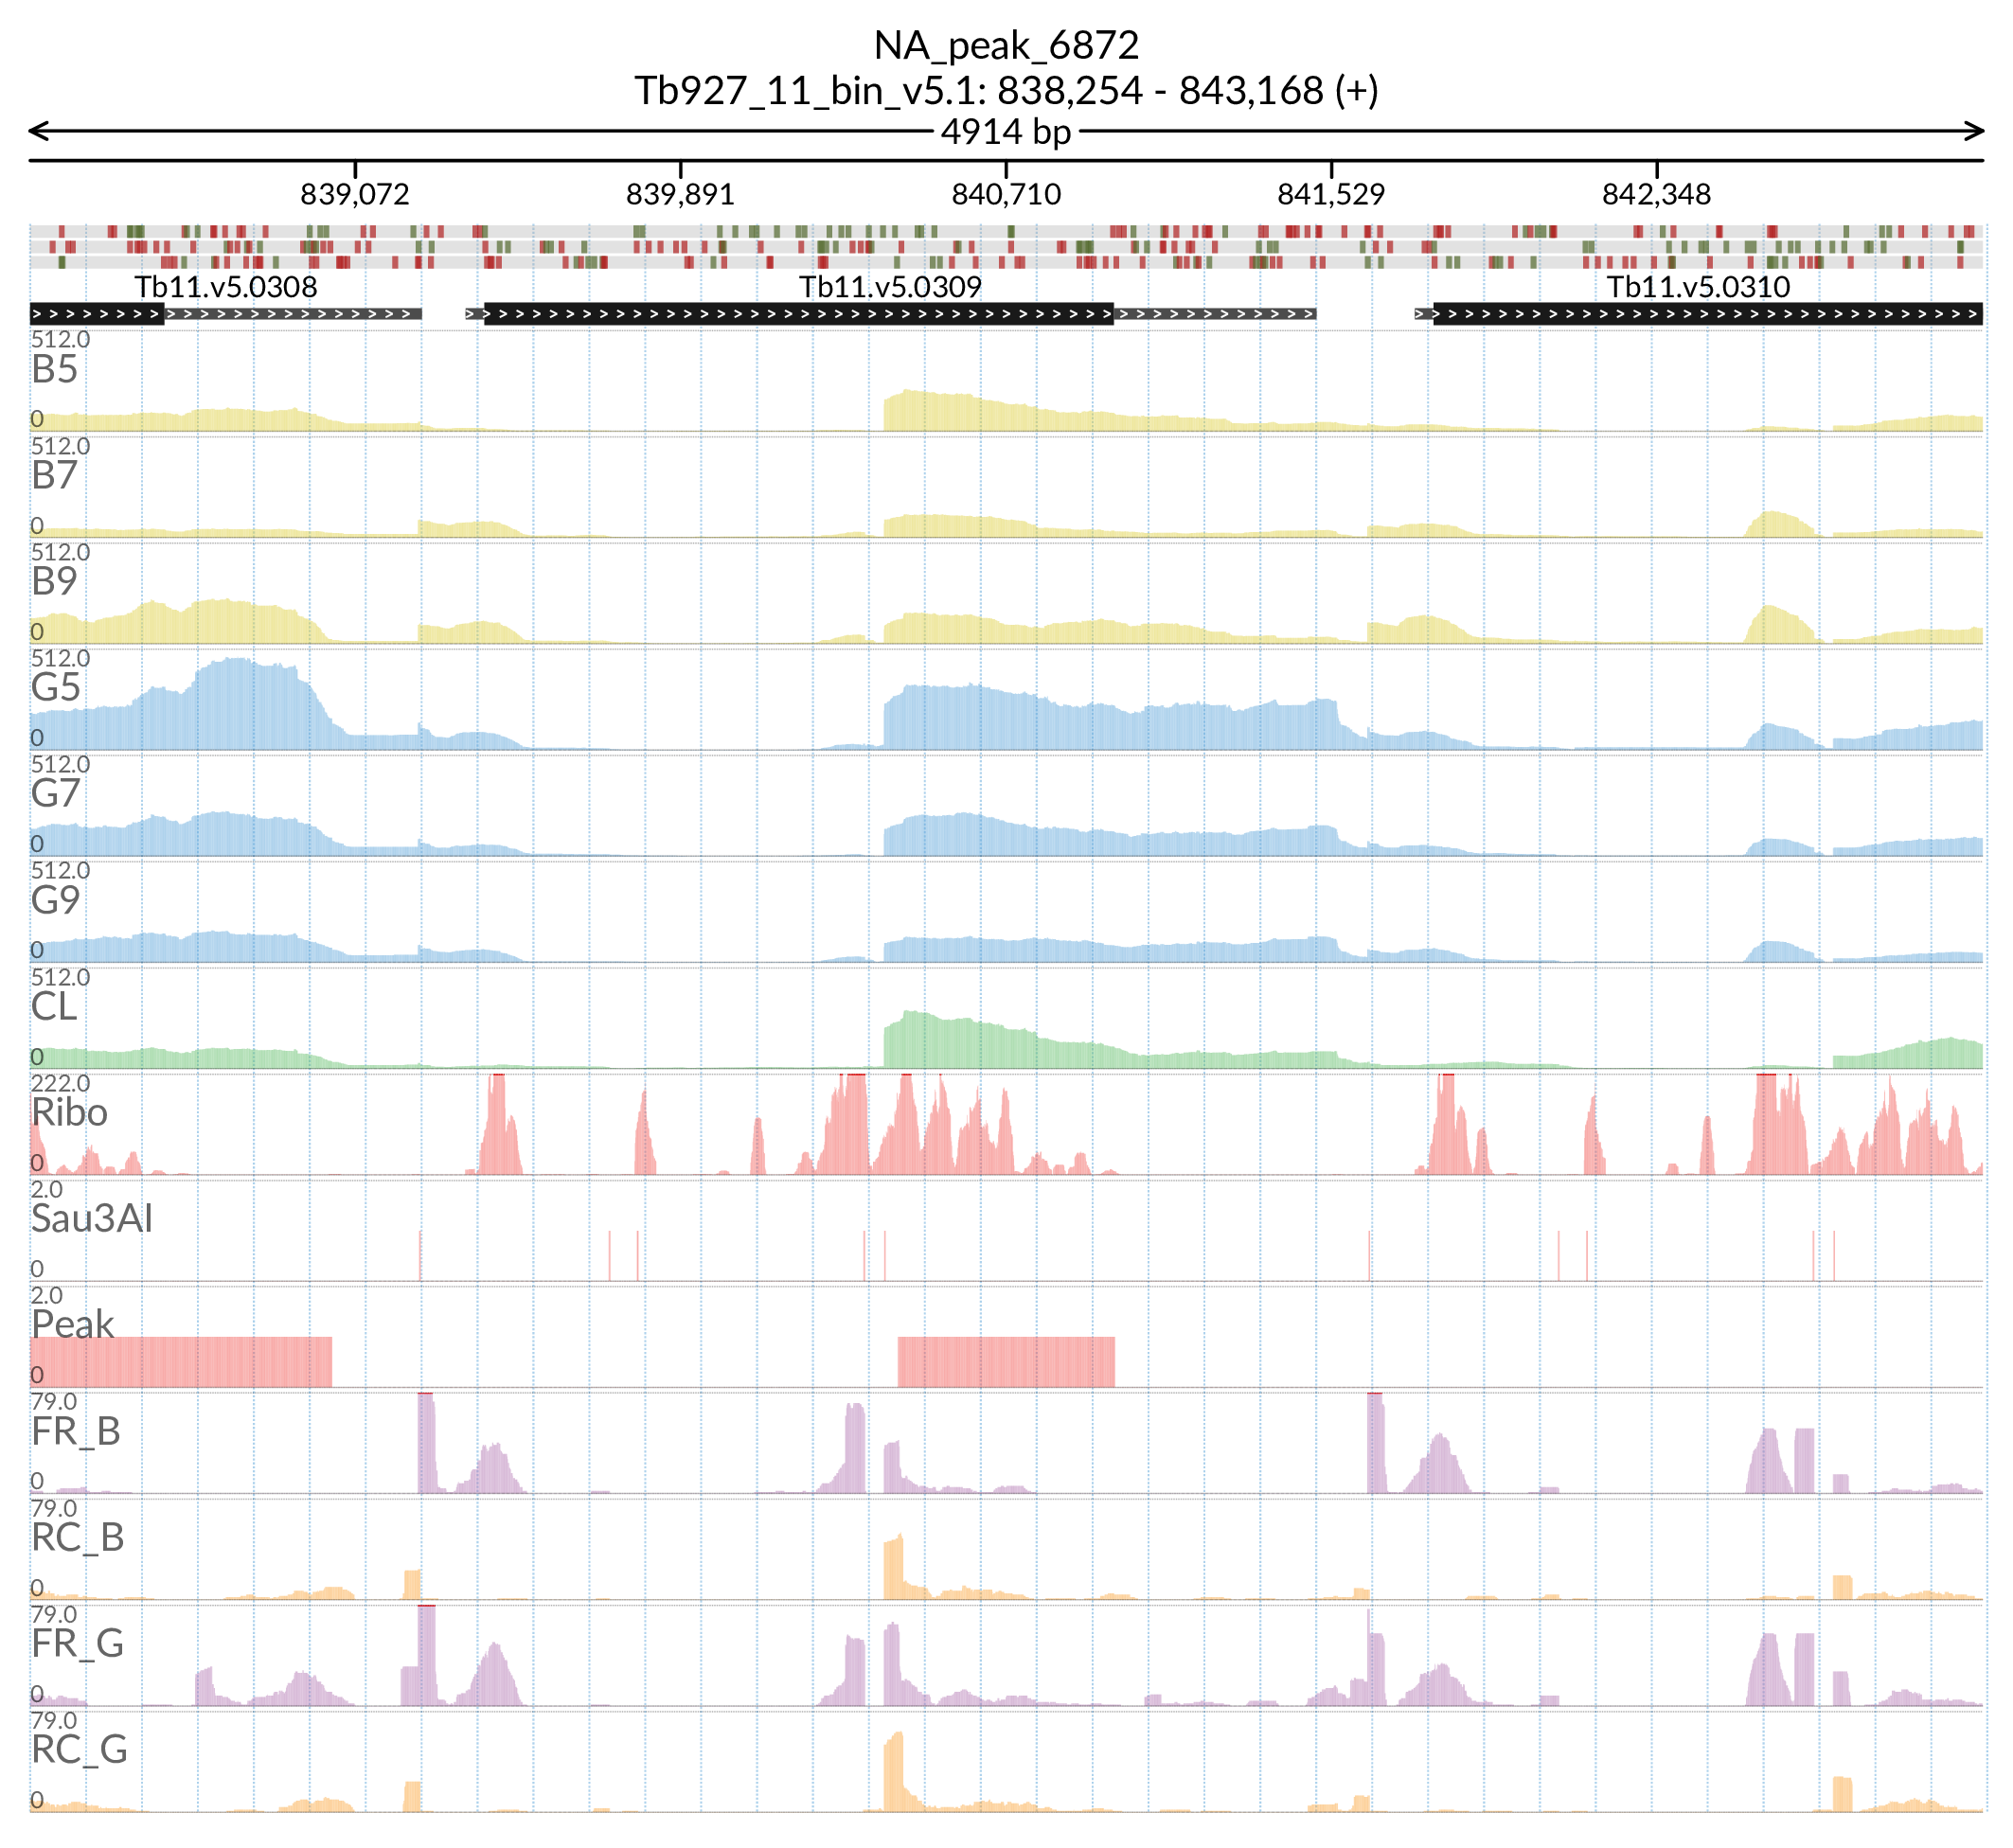 NA_peak_6872
Tb927_11_bin_v5.1: 838,254 - 843,168 (+)
4914 bp
839,072 839,891 840,710 841,529 842,348
Tb11.v5.0308 Tb11.v5.0309 Tb11.v5.0310
512.0
B5
0
512.0
B7
0
512.0
B9
0
512.0
G5
0
512.0
G7
0
512.0
G9
0
512.0
CL
0
222.0
Ribo
0
2.0
Sau3AI
0
2.0
Peak
0
79.0
FR_B
0
79.0
RC_B
0
79.0
FR_G
0
79.0
RC_G
0